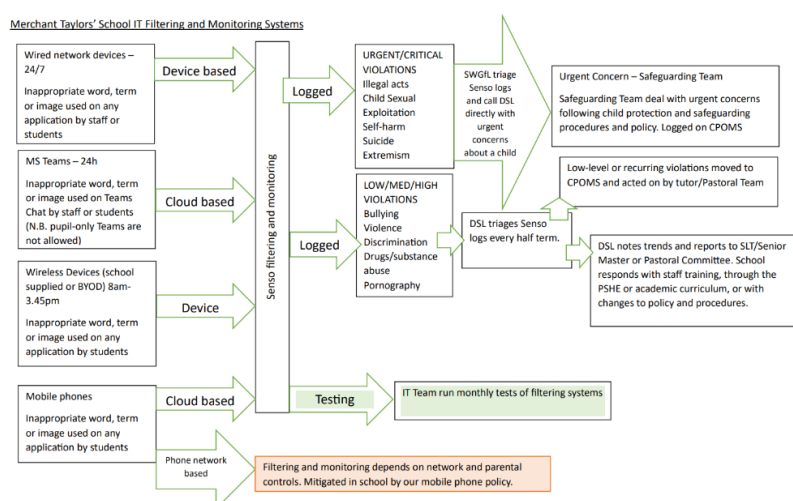 Merchant Taylors' School IT Filtering and Monitoring Systems
Wired network devices –
24/7
Inappropriate word, term
or image used on any
application by staff or
students
Device based
MS Teams – 24h
Inappropriate word, term
or image used on Teams
Chat by staff or students
(N.B. pupil-only Teams are
not allowed)
Cloud based
Wireless Devices (school
supplied or BYOD) 8am-
3.45pm
Inappropriate word, term
or image used on any
application by students
Device
Mobile phones
Inappropriate word, term
or image used on any
application by students
Cloud based
Phone network
based
Senso filtering and monitoring
Logged
URGENT/CRITICAL
VIOLATIONS
Illegal acts
Child Sexual
Exploitation
Self-harm
Suicide
Extremism
SWGfL triage
Senso logs
and call DSL
directly with
urgent
concerns
about a child
Urgent Concern – Safeguarding Team
Safeguarding Team deal with urgent concerns
following child protection and safeguarding
procedures and policy. Logged on CPOMS
Logged
LOW/MED/HIGH
VIOLATIONS
Bullying
Violence
Discrimination
Drugs/substance
abuse
Pornography
DSL triages Senso
logs every half term.
Low-level or recurring violations moved to
CPOMS and acted on by tutor/Pastoral Team
DSL notes trends and reports to SLT/Senior
Master or Pastoral Committee. School
responds with staff training, through the
PSHE or academic curriculum, or with
changes to policy and procedures.
Testing
IT Team run monthly tests of filtering systems
Filtering and monitoring depends on network and parental
controls. Mitigated in school by our mobile phone policy.